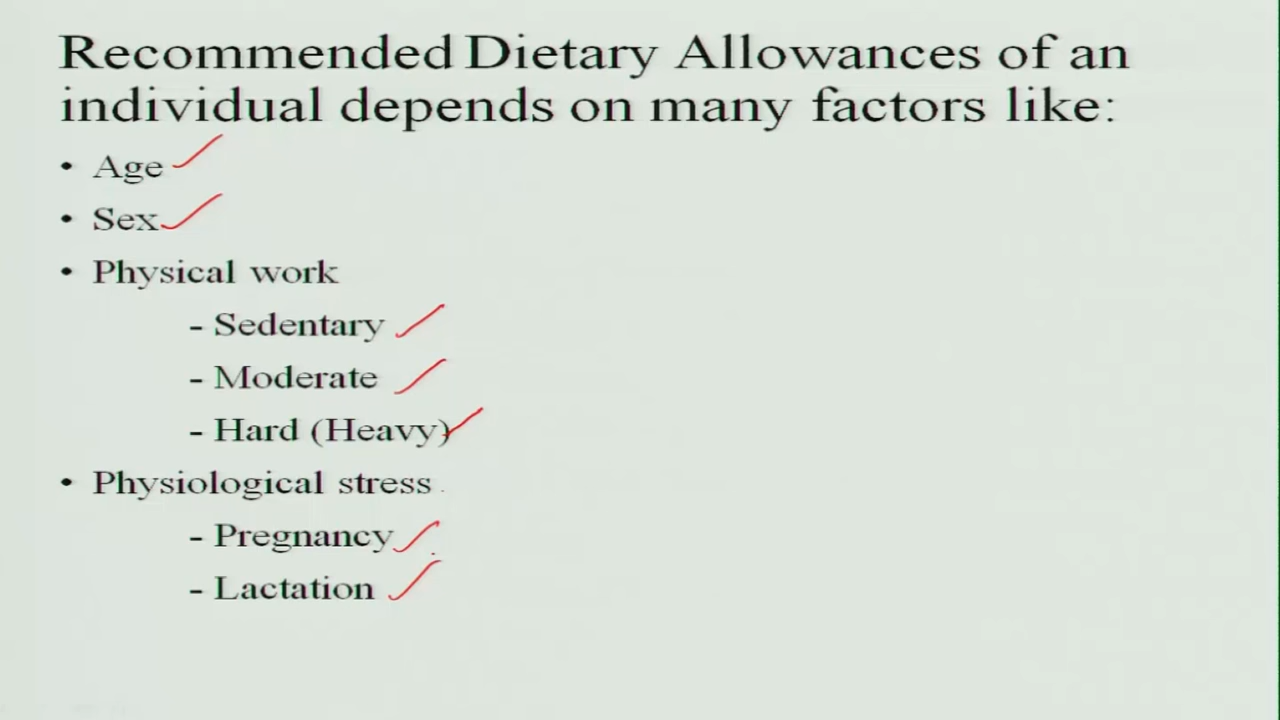 Recommended Dietary Allowances of an
individual depends on many factors like:
• Age
• Sex
• Physical work
- Sedentary
- Moderate
- Hard (Heavy)
• Physiological stress
- Pregnancy
- Lactation